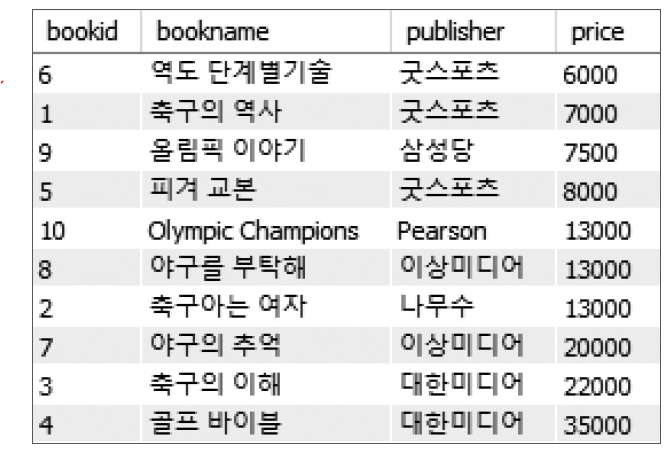 bookid bookname publisher price
6 역도 단계별기술 굿스포츠 6000
1 축구의 역사 굿스포츠 7000
9 올림픽 이야기 삼성당 7500
5 피겨 교본 굿스포츠 8000
10 Olympic Champions Pearson 13000
8 야구를 부탁해 이상미디어 13000
2 축구아는 여자 나무수 13000
7 야구의 추억 이상미디어 20000
3 축구의 이해 대한미디어 22000
4 골프 바이블 대한미디어 35000